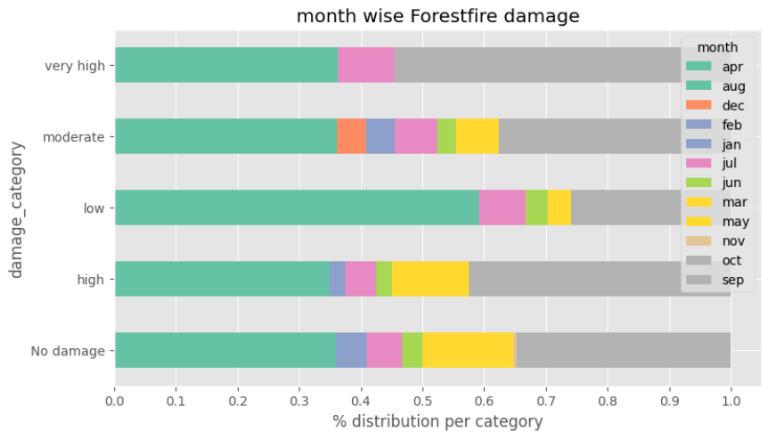 month wise Forestfire damage
very high
moderate
low
high
No damage
damage_category
0.0 0.1 0.2 0.3 0.4 0.5 0.6 0.7 0.8 0.9 1.0
% distribution per category
month
apr
aug
dec
feb
jan
jul
jun
mar
may
nov
oct
sep